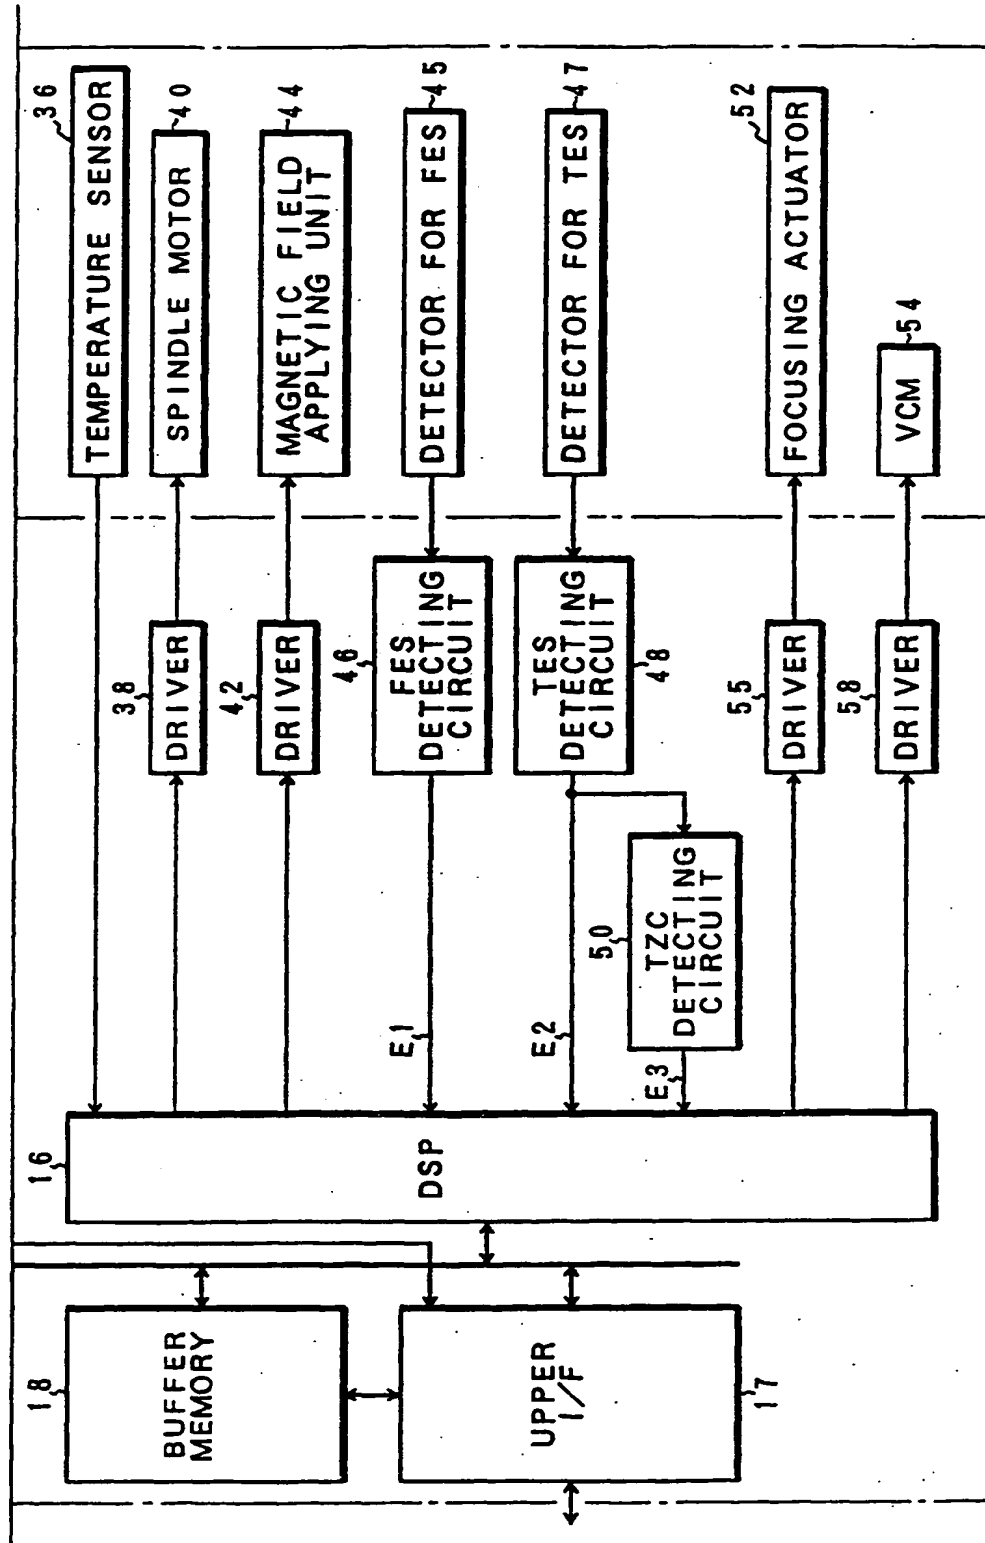 18
BUFFER
MEMORY
UPPER
I/F
17
16
DSP
E1
E2
E3
50
TZC
DETECTING
CIRCUIT
38
DRIVER
42
DRIVER
46
FES
DETECTING
CIRCUIT
TES
DETECTING
CIRCUIT
48
55
DRIVER
58
DRIVER
36
TEMPERATURE SENSOR
SPINDLE MOTOR
40
MAGNETIC FIELD
APPLYING UNIT
44
DETECTOR FOR FES
45
DETECTOR FOR TES
47
52
FOCUSING ACTUATOR
VCM
54